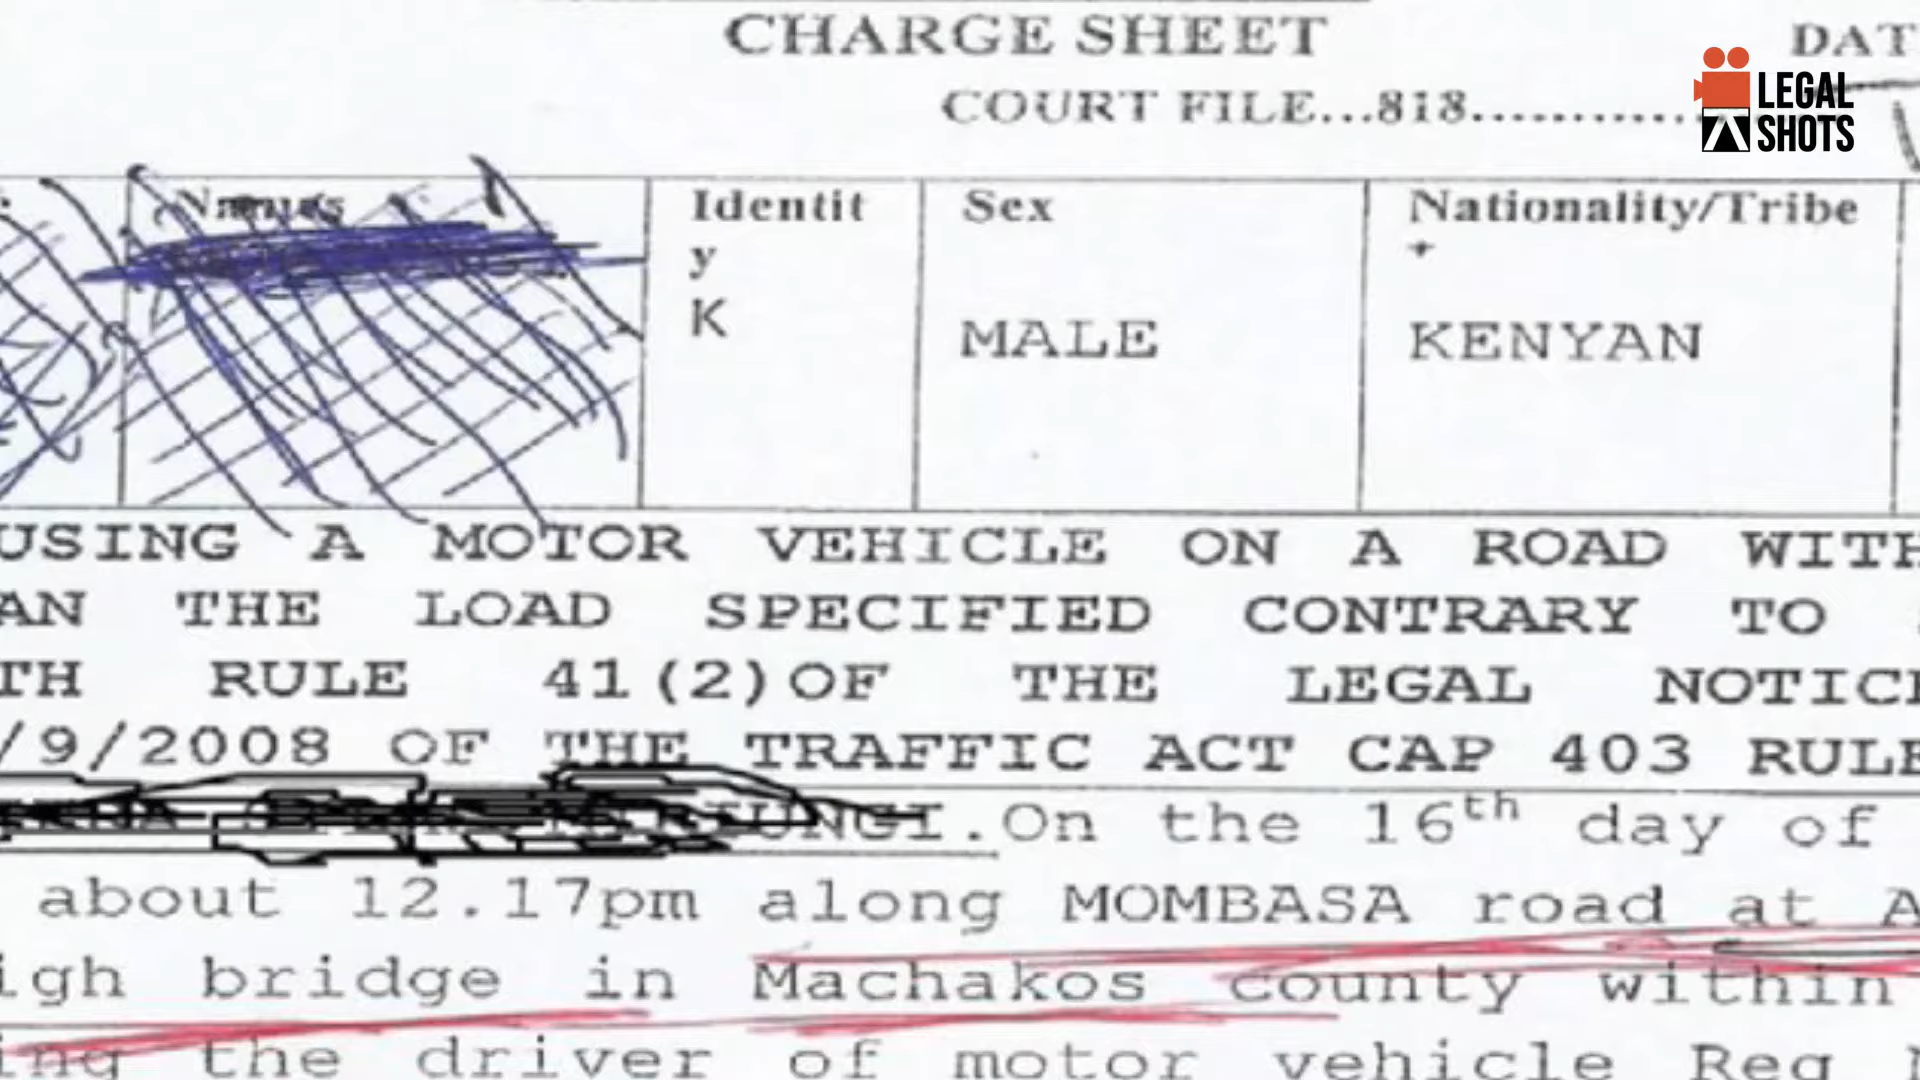 CHARGE SHEET
DAT
COURT FILE...818..............
LEGAL
SHOTS
Names
Identit
y
K
Sex
MALE
Nationality/Tribe
+
KENYAN
USING A MOTOR VEHICLE ON A ROAD WITH
AN THE LOAD SPECIFIED CONTRARY TO
TH RULE 41(2)OF THE LEGAL NOTICE
/9/2008 OF THE TRAFFIC ACT CAP 403 RULE
On the 16th day of
about 12.17pm along MOMBASA road at A
igh bridge in Machakos county within
ing the driver of motor vehicle Reg N